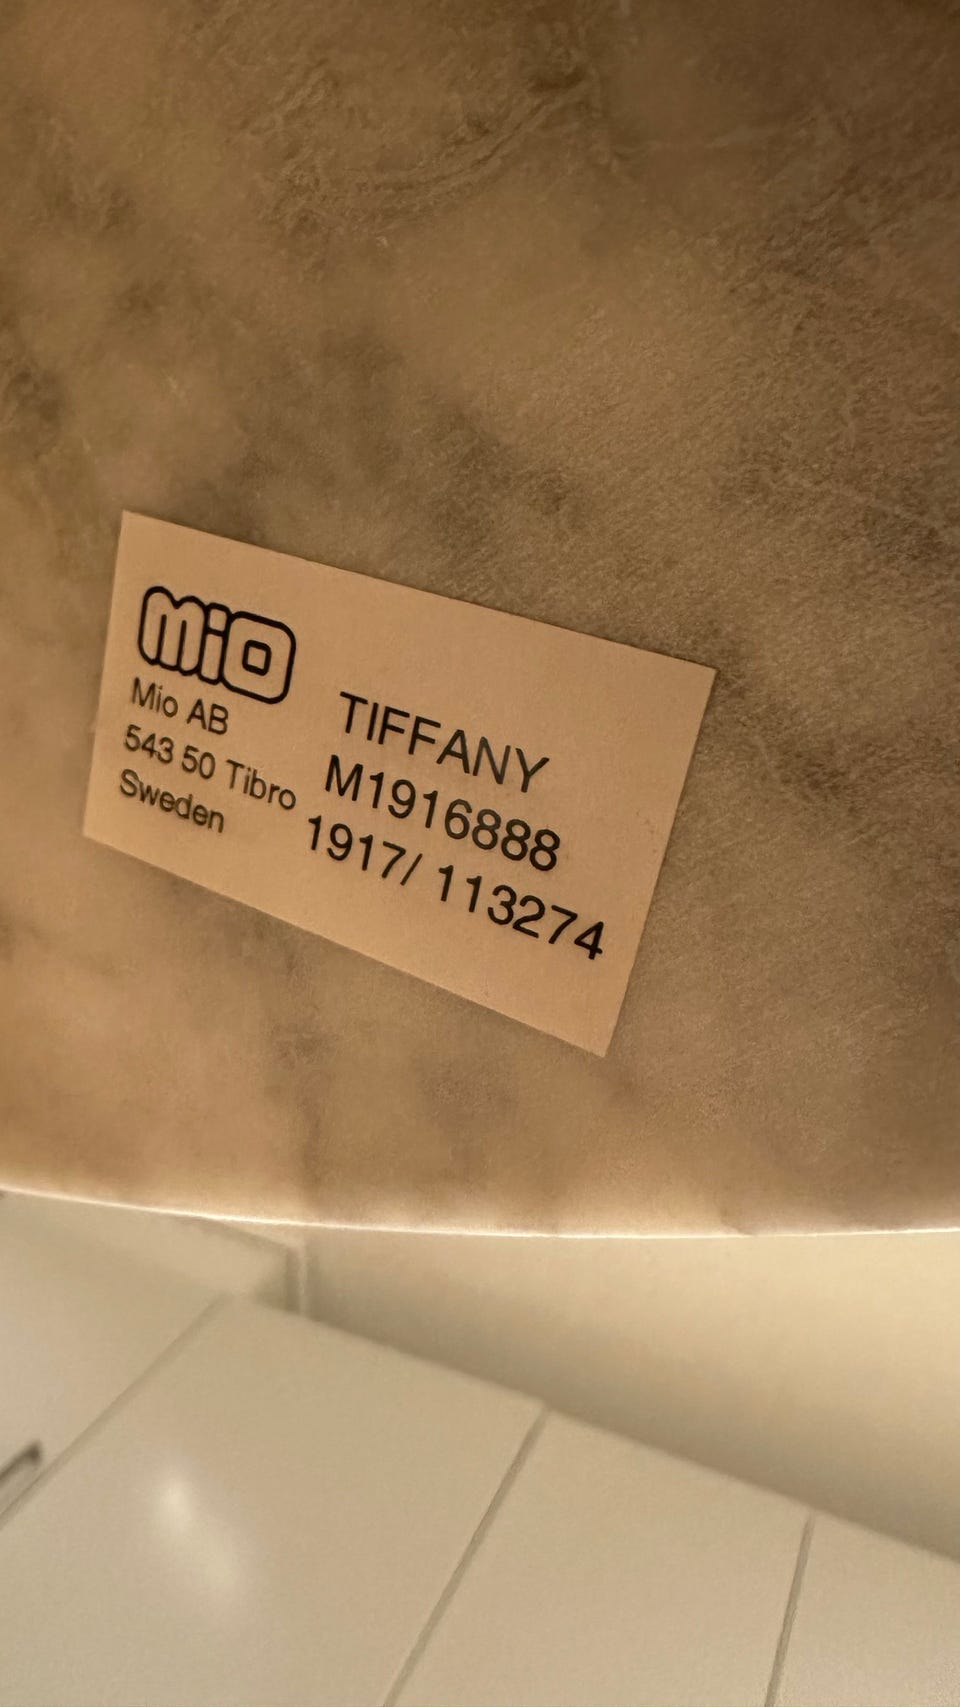 mio
Mio AB
543 50 Tibro
Sweden
TIFFANY
M1916888
1917/ 113274